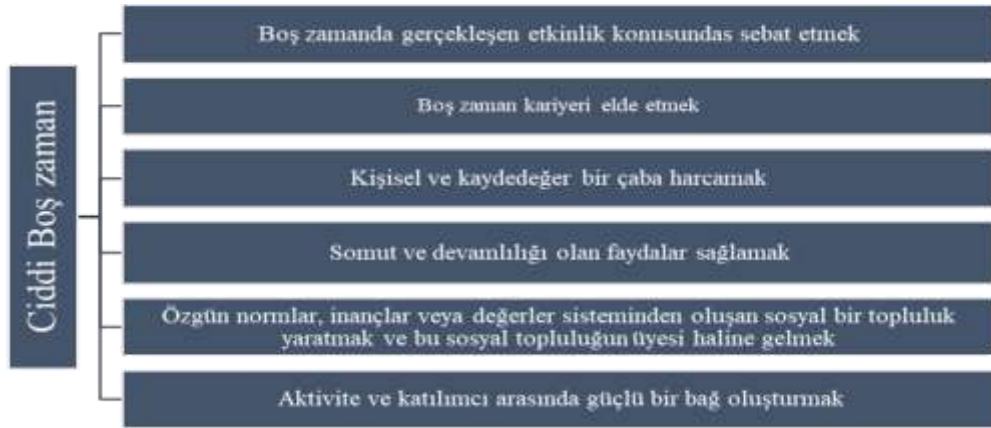 Ciddi Boş zaman
Boş zamanda gerçekleşen etkinlik konusundas sebat etmek
Boş zaman kariyeri elde etmek
Kişisel ve kaydedeğer bir çaba harcamak
Somut ve devamlılığı olan faydalar sağlamak
Özgün normlar, inançlar veya değerler sisteminden oluşan sosyal bir topluluk
yaratmak ve bu sosyal topluluğun üyesi haline gelmek
Aktivite ve katılımcı arasında güçlü bir bağ oluşturmak